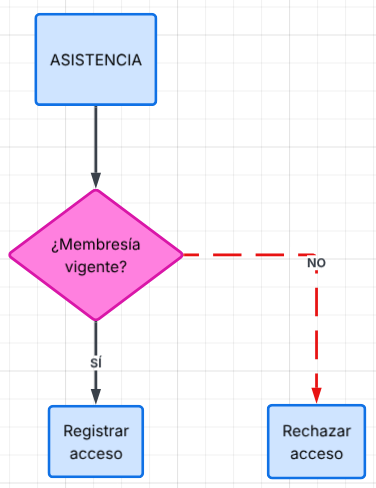 ASISTENCIA
¿Membresía
vigente?
NO
SÍ
Registrar
acceso
Rechazar
acceso